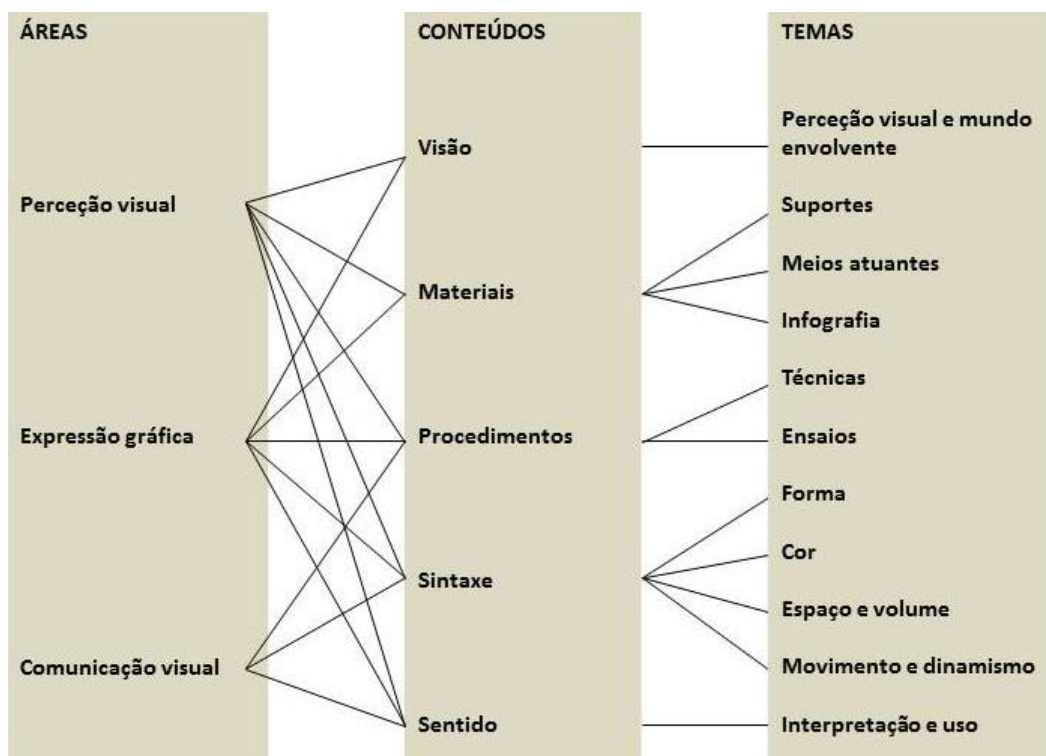 ÁREAS
Perceção visual
Expressão gráfica
Comunicação visual
CONTEÚDOS
Visão
Materiais
Procedimentos
Sintaxe
Sentido
TEMAS
Perceção visual e mundo
envolvente
Suportes
Meios atuantes
Infografia
Técnicas
Ensaios
Forma
Cor
Espaço e volume
Movimento e dinamismo
Interpretação e uso